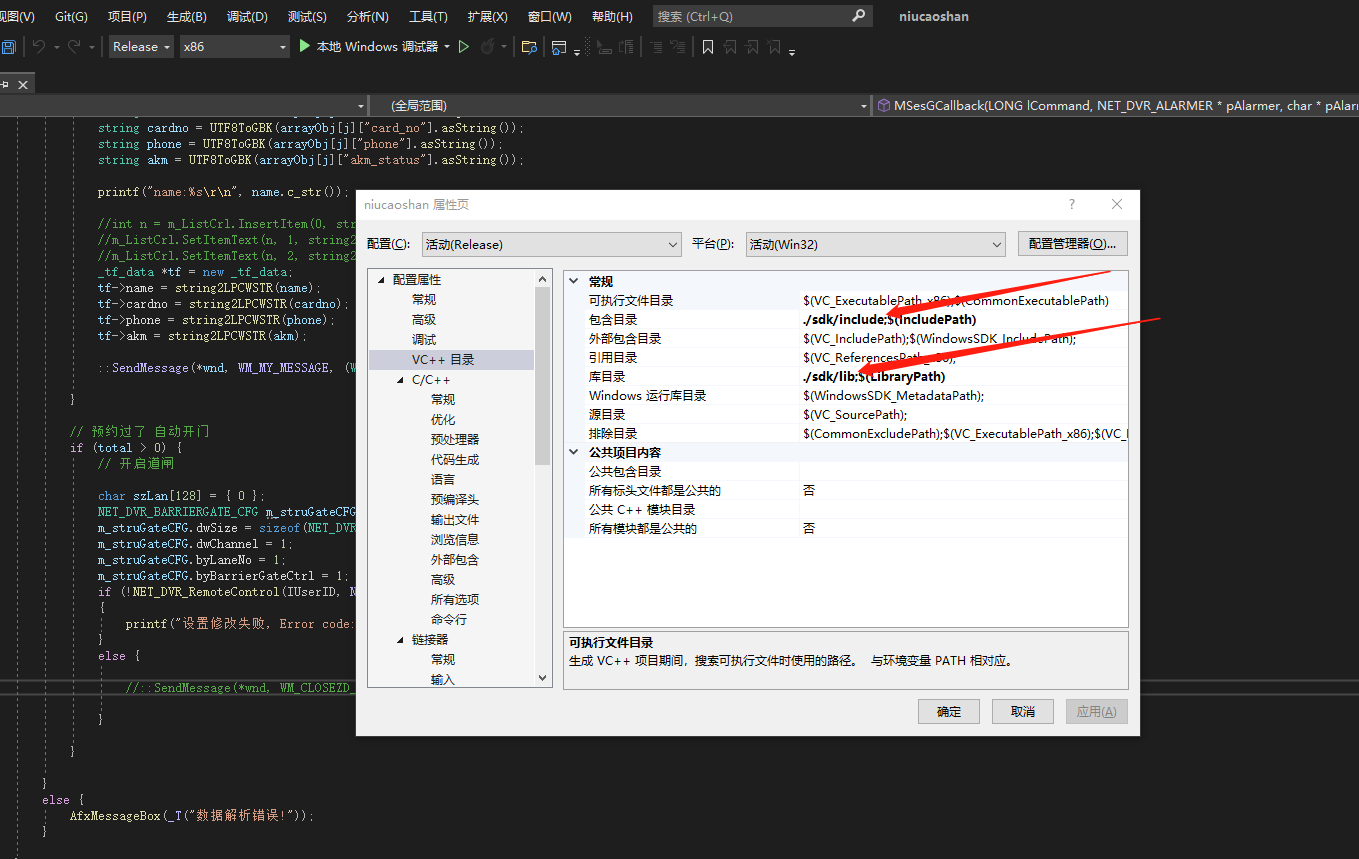 视图(V) Git(G) 项目(P) 生成(B) 调试(D) 测试(S) 分析(N) 工具(T) 扩展(X) 窗口(W) 帮助(H) 搜索 (Ctrl+Q) niucaoshan
Release x86 本地 Windows 调试器
(全局范围) MSesGCallback(LONG lCommand, NET_DVR_ALARMER * pAlarmer, char * pAlarm
string cardno = UTF8ToGBK(arrayObj[j]["card_no"].asString());
string phone = UTF8ToGBK(arrayObj[j]["phone"].asString());
string akm = UTF8ToGBK(arrayObj[j]["akm_status"].asString());
printf("name:%s\r\n", name.c_str());
//int n = m_ListCrl.InsertItem(0, str
//m_ListCrl.SetItemText(n, 1, string2
//m_ListCrl.SetItemText(n, 2, string2
_tf_data *tf = new _tf_data;
tf->name = string2LPCWSTR(name);
tf->cardno = string2LPCWSTR(cardno);
tf->phone = string2LPCWSTR(phone);
tf->akm = string2LPCWSTR(akm);
::SendMessage(*wnd, WM_MY_MESSAGE, (W
}
// 预约过了 自动开门
if (total > 0) {
// 开启道闸
char szLan[128] = { 0 };
NET_DVR_BARRIERGATE_CFG m_struGateCFG
m_struGateCFG.dwSize = sizeof(NET_DVR
m_struGateCFG.dwChannel = 1;
m_struGateCFG.byLaneNo = 1;
m_struGateCFG.byBarrierGateCtrl = 1;
if (!NET_DVR_RemoteControl(IUserID, N
{
printf("设置修改失败, Error code:
}
else {
//::SendMessage(*wnd, WM_CLOSEZD
}
}
}
else {
AfxMessageBox(_T("数据解析错误!"));
}
niucaoshan 属性页 ?
配置(C): 活动(Release) 平台(P): 活动(Win32) 配置管理器(O)...
配置属性
常规
高级
调试
VC++ 目录
C/C++
常规
优化
预处理器
代码生成
语言
预编译头
输出文件
浏览信息
外部包含
高级
所有选项
命令行
链接器
常规
输入
常规
可执行文件目录 $(VC_ExecutablePath_x86);$(CommonExecutablePath)
包含目录 ./sdk/include;$(IncludePath)
外部包含目录 $(VC_IncludePath);$(WindowsSDK_IncludePath);
引用目录 $(VC_ReferencesPath_x86);
库目录 ./sdk/lib;$(LibraryPath)
Windows 运行库目录 $(WindowsSDK_MetadataPath);
源目录 $(VC_SourcePath);
排除目录 $(CommonExcludePath);$(VC_ExecutablePath_x86);$(VC_I
公共项目内容
公共包含目录
所有标头文件都是公共的 否
公共 C++ 模块目录
所有模块都是公共的 否
可执行文件目录
生成 VC++ 项目期间，搜索可执行文件时使用的路径。 与环境变量 PATH 相对应。
确定 取消 应用(A)